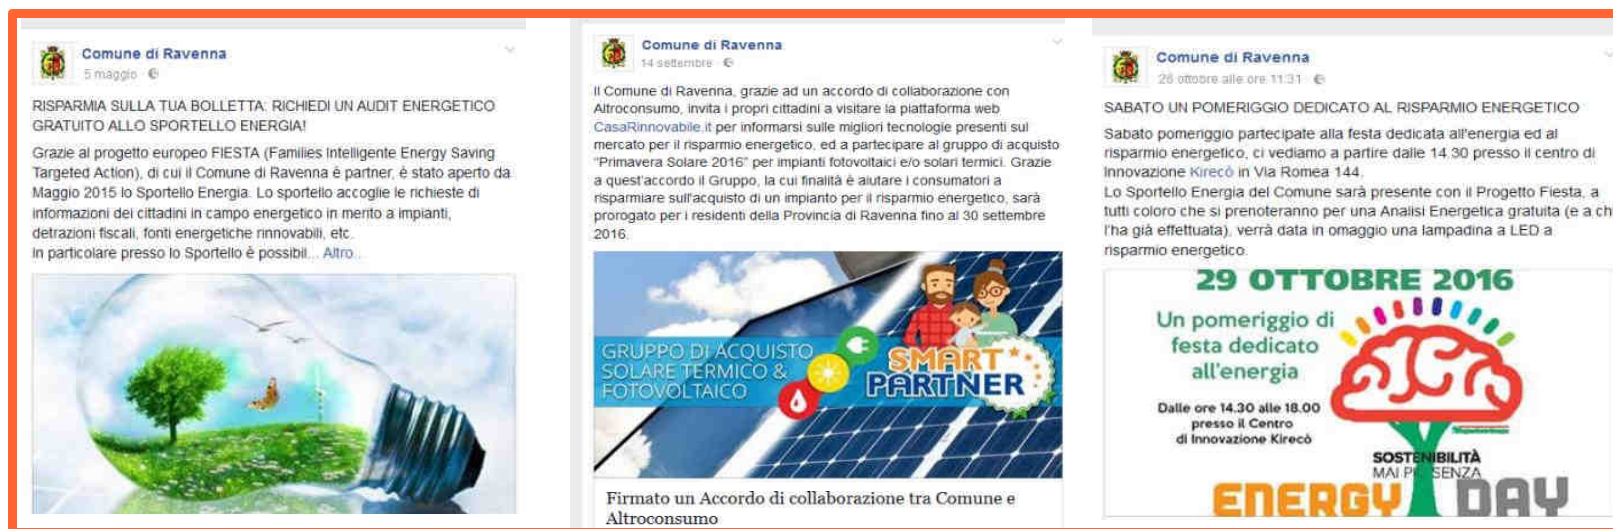 Comune di Ravenna
5 maggio
RISPARMIA SULLA TUA BOLLETTA: RICHIEDI UN AUDIT ENERGETICO
GRATUITO ALLO SPORTELLO ENERGIA!
Grazie al progetto europeo FIESTA (Families Intelligente Energy Saving
Targeted Action), di cui il Comune di Ravenna è partner, è stato aperto da
Maggio 2015 lo Sportello Energia. Lo sportello accoglie le richieste di
informazioni dei cittadini in campo energetico in merito a impianti,
detrazioni fiscali, fonti energetiche rinnovabili, etc.
In particolare presso lo Sportello è possibil... Altro...
Comune di Ravenna
14 settembre
Il Comune di Ravenna, grazie ad un accordo di collaborazione con
Altroconsumo, invita i propri cittadini a visitare la piattaforma web
CasaRinnovabile.it per informarsi sulle migliori tecnologie presenti sul
mercato per il risparmio energetico, ed a partecipare al gruppo di acquisto
"Primavera Solare 2016" per impianti fotovoltaici e/o solari termici. Grazie
a quest'accordo il Gruppo, la cui finalità è aiutare i consumatori a
risparmiare sull'acquisto di un impianto per il risparmio energetico, sarà
prorogato per i residenti della Provincia di Ravenna fino al 30 settembre
2016.
GRUPPO DI ACQUISTO
SOLARE TERMICO &
FOTOVOLTAICO
SMART
PARTNER
Firmato un Accordo di collaborazione tra Comune e
Altroconsumo
Comune di Ravenna
26 ottobre alle ore 11:31
SABATO UN POMERIGGIO DEDICATO AL RISPARMIO ENERGETICO
Sabato pomeriggio partecipate alla festa dedicata all'energia ed al
risparmio energetico, ci vediamo a partire dalle 14.30 presso il centro di
Innovazione Kirecò in Via Romea 144.
Lo Sportello Energia del Comune sarà presente con il Progetto Fiesta, a
tutti coloro che si prenoteranno per una Analisi Energetica gratuita (e a ch
l'ha già effettuata), verrà data in omaggio una lampadina a LED a
risparmio energetico.
29 OTTOBRE 2016
Un pomeriggio di
festa dedicato
all'energia
Dalle ore 14.30 alle 18.00
presso il Centro
di Innovazione Kirecò
SOSTENIBILITÀ
MAI PIÙ SENZA
ENERGY DAY